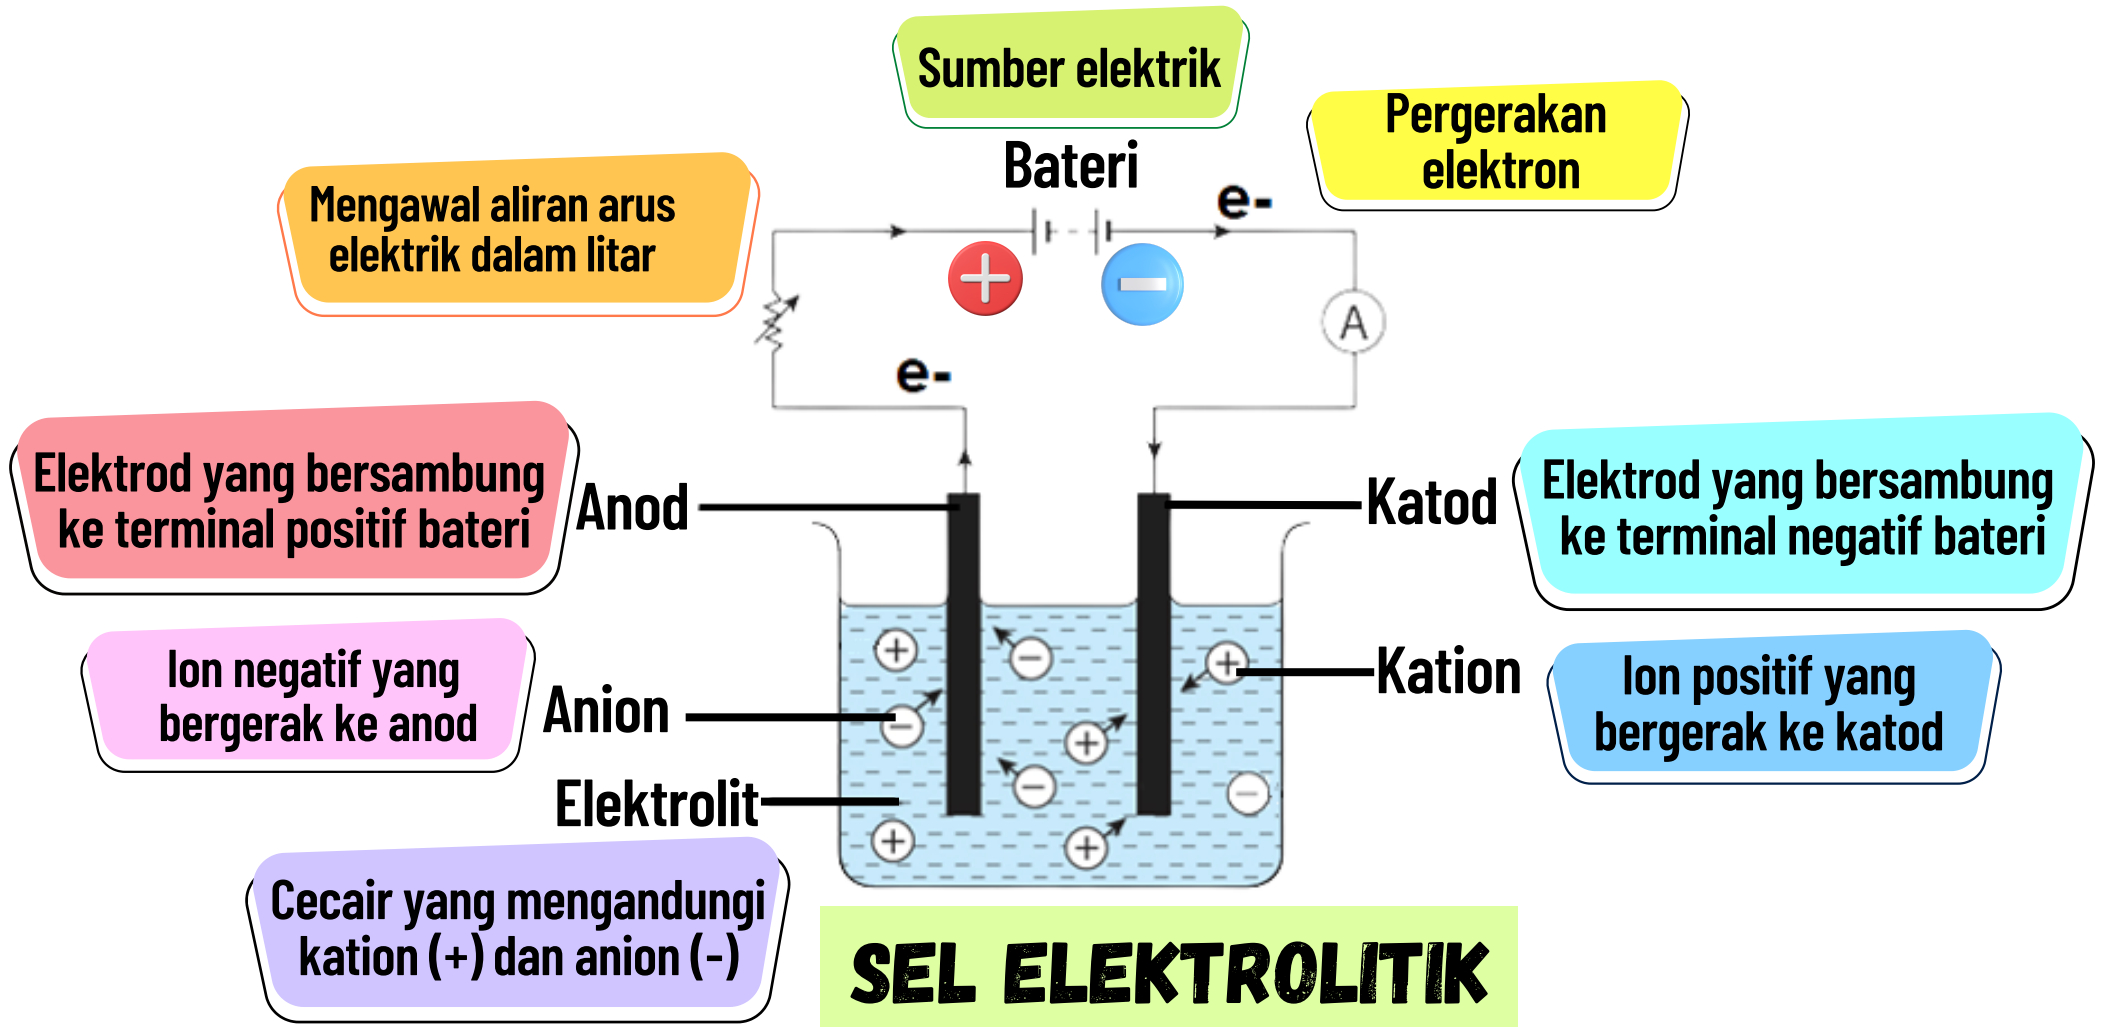 Sumber elektrik
Pergerakan
elektron
Bateri
Mengawal aliran arus
elektrik dalam litar
e-
A
e-
Elektrod yang bersambung
ke terminal positif bateri
Anod
Katod
Elektrod yang bersambung
ke terminal negatif bateri
Ion negatif yang
bergerak ke anod
Anion
Kation
Ion positif yang
bergerak ke katod
Elektrolit
Cecair yang mengandungi
kation (+) dan anion (-)
SEL ELEKTROLITIK